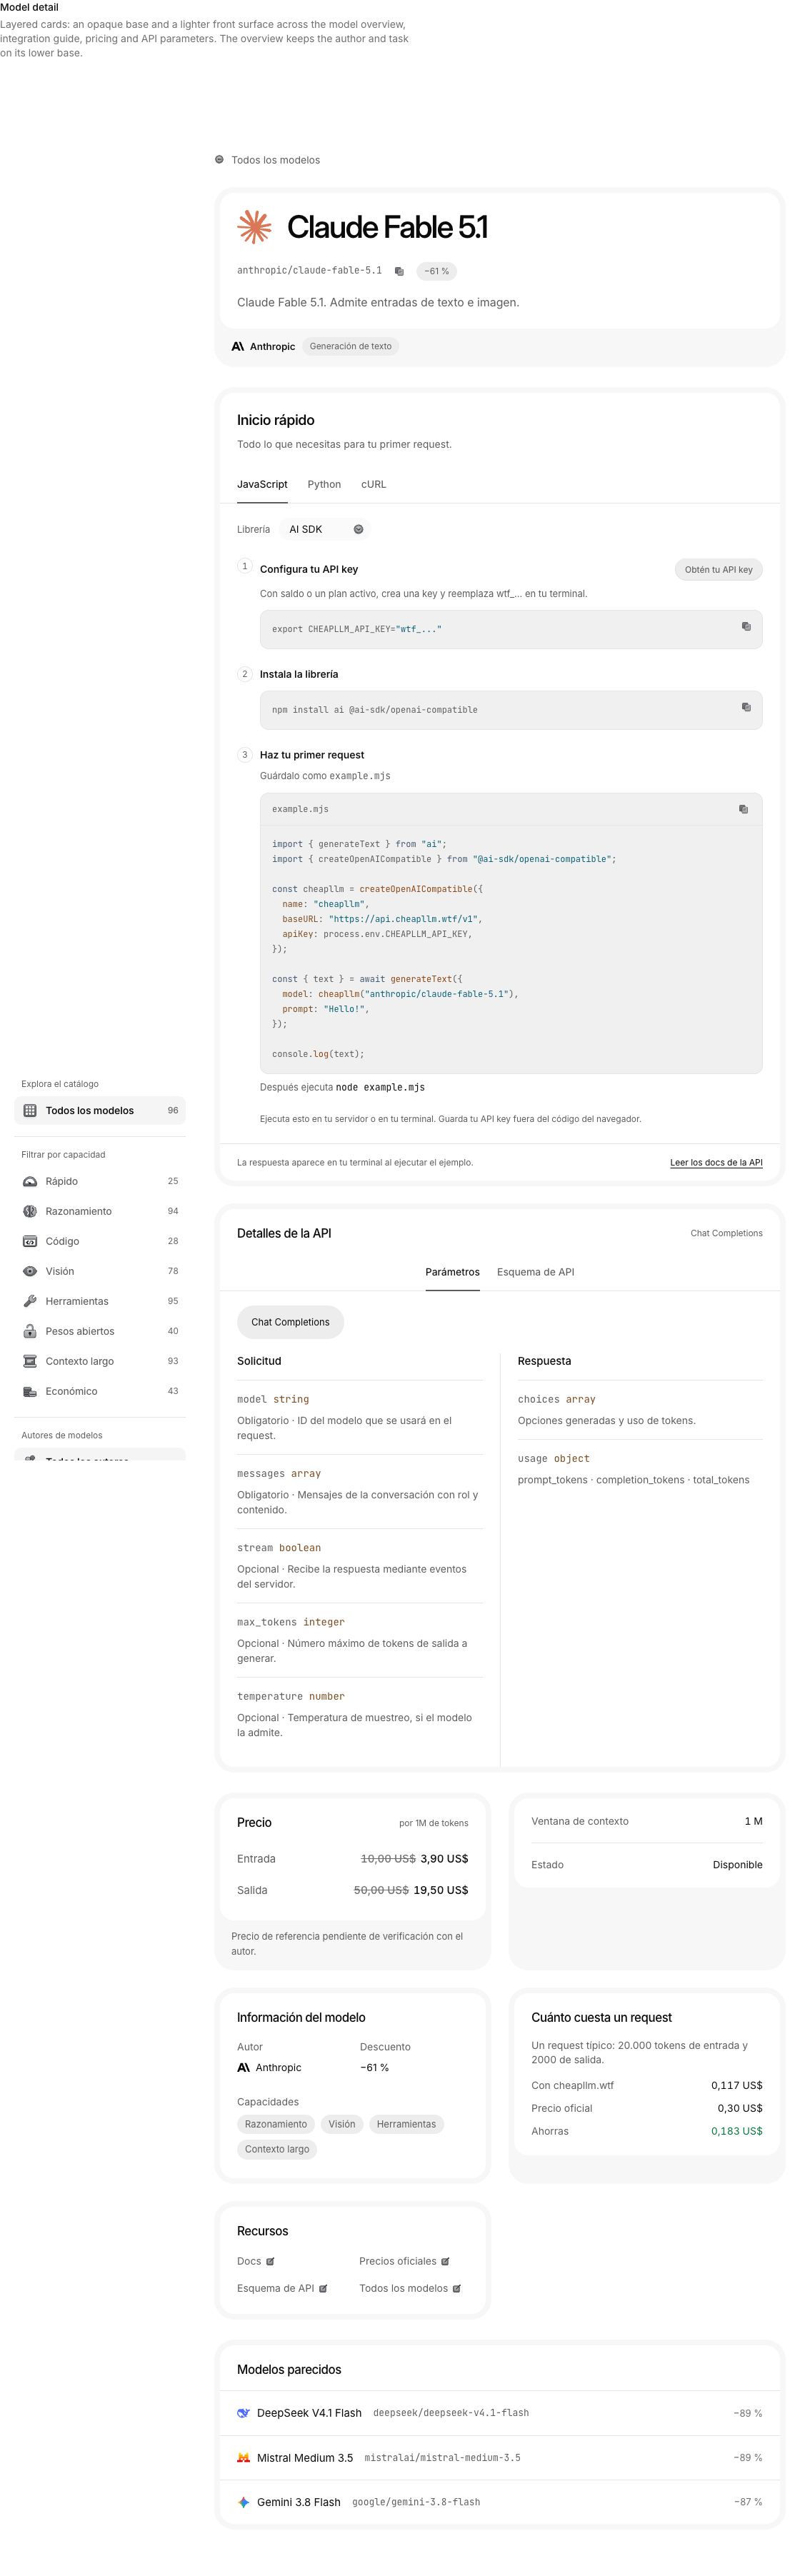 Model detail
Layered cards: an opaque base and a lighter front surface across the model overview,
integration guide, pricing and API parameters. The overview keeps the author and task
on its lower base.
Todos los modelos
Claude Fable 5.1
anthropic/claude-fable-5.1
−61 %
Claude Fable 5.1. Admite entradas de texto e imagen.
Anthropic
Generación de texto
Inicio rápido
Todo lo que necesitas para tu primer request.
JavaScript
Python
cURL
Librería
AI SDK
1
Configura tu API key
Obtén tu API key
Con saldo o un plan activo, crea una key y reemplaza wtf_... en tu terminal.
export CHEAPLLM_API_KEY="wtf_..."
2
Instala la librería
npm install ai @ai-sdk/openai-compatible
3
Haz tu primer request
Guárdalo como example.mjs
example.mjs
import { generateText } from "ai";
import { createOpenAICompatible } from "@ai-sdk/openai-compatible";
const cheapllm = createOpenAICompatible({
name: "cheapllm",
baseURL: "https://api.cheapllm.wtf/v1",
apiKey: process.env.CHEAPLLM_API_KEY,
});
const { text } = await generateText({
model: cheapllm("anthropic/claude-fable-5.1"),
prompt: "Hello!",
});
console.log(text);
Después ejecuta node example.mjs
Ejecuta esto en tu servidor o en tu terminal. Guarda tu API key fuera del código del navegador.
La respuesta aparece en tu terminal al ejecutar el ejemplo.
Leer los docs de la API
Explora el catálogo
Todos los modelos 96
Filtrar por capacidad
Rápido 25
Razonamiento 94
Código 28
Visión 78
Herramientas 95
Pesos abiertos 40
Contexto largo 93
Económico 43
Autores de modelos
Todos los autores
Detalles de la API
Chat Completions
Parámetros
Esquema de API
Chat Completions
Solicitud
model string
Obligatorio · ID del modelo que se usará en el
request.
messages array
Obligatorio · Mensajes de la conversación con rol y
contenido.
stream boolean
Opcional · Recibe la respuesta mediante eventos
del servidor.
max_tokens integer
Opcional · Número máximo de tokens de salida a
generar.
temperature number
Opcional · Temperatura de muestreo, si el modelo
la admite.
Respuesta
choices array
Opciones generadas y uso de tokens.
usage object
prompt_tokens · completion_tokens · total_tokens
Precio
por 1M de tokens
Entrada 10,00 US$ 3,90 US$
Salida 50,00 US$ 19,50 US$
Precio de referencia pendiente de verificación con el
autor.
Ventana de contexto 1 M
Estado Disponible
Información del modelo
Autor
Anthropic
Descuento
−61 %
Capacidades
Razonamiento
Visión
Herramientas
Contexto largo
Cuánto cuesta un request
Un request típico: 20.000 tokens de entrada y
2000 de salida.
Con cheapllm.wtf 0,117 US$
Precio oficial 0,30 US$
Ahorras 0,183 US$
Recursos
Docs
Precios oficiales
Esquema de API
Todos los modelos
Modelos parecidos
DeepSeek V4.1 Flash deepseek/deepseek-v4.1-flash −89 %
Mistral Medium 3.5 mistralai/mistral-medium-3.5 −89 %
Gemini 3.8 Flash google/gemini-3.8-flash −87 %